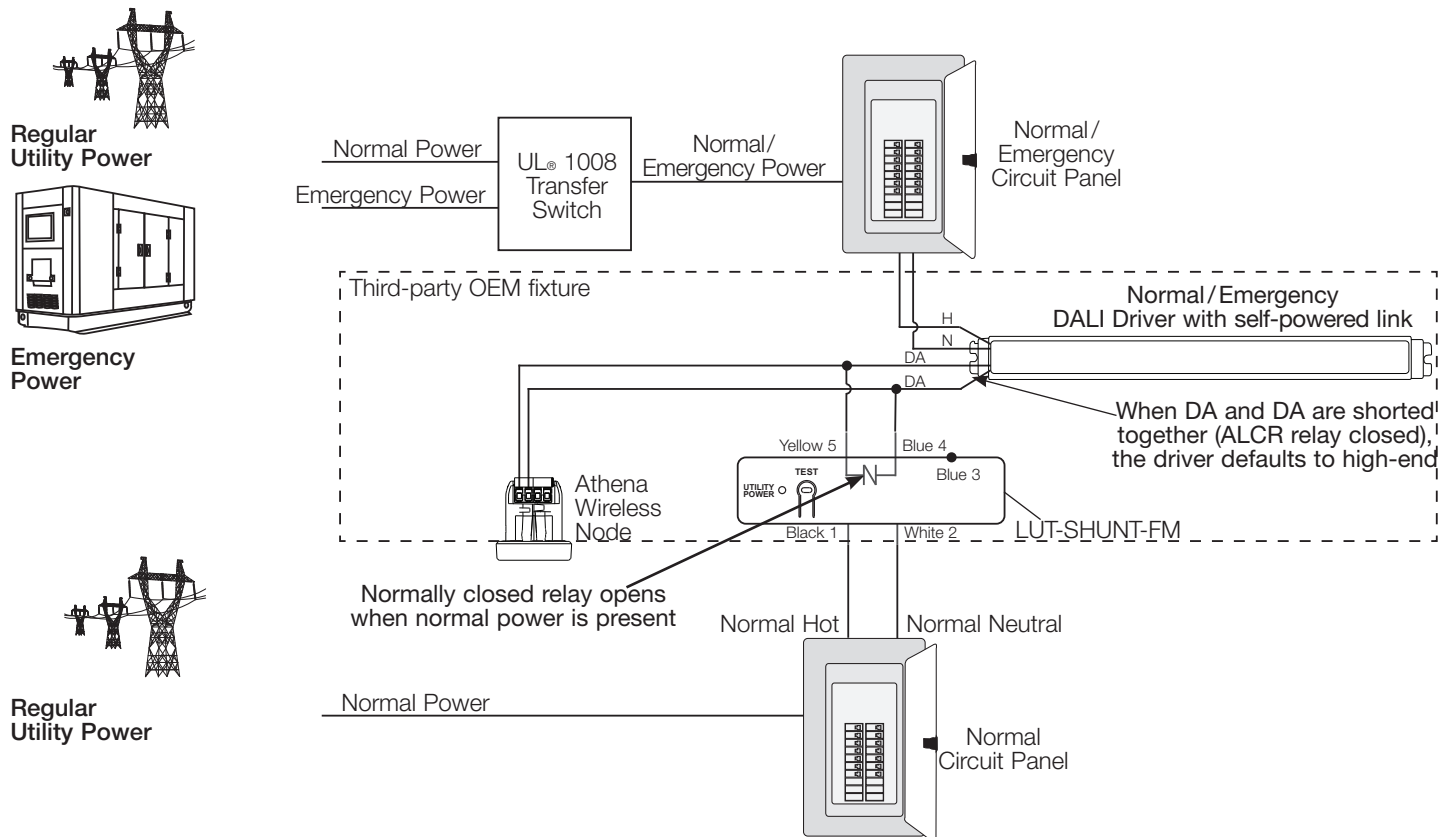 Regular
Utility Power
Emergency
Power
Normal Power
Emergency Power
UL® 1008
Transfer
Switch
Normal/
Emergency Power
Normal/
Emergency
Circuit Panel
Third-party OEM fixture
Normal/Emergency
DALI Driver with self-powered link
H
N
DA
DA
When DA and DA are shorted
together (ALCR relay closed),
the driver defaults to high-end
Yellow 5
Blue 4
Blue 3
TEST
UTILITY
POWER
Black 1
White 2
LUT-SHUNT-FM
Athena
Wireless
Node
Normally closed relay opens
when normal power is present
Normal Hot
Normal Neutral
Regular
Utility Power
Normal Power
Normal
Circuit Panel